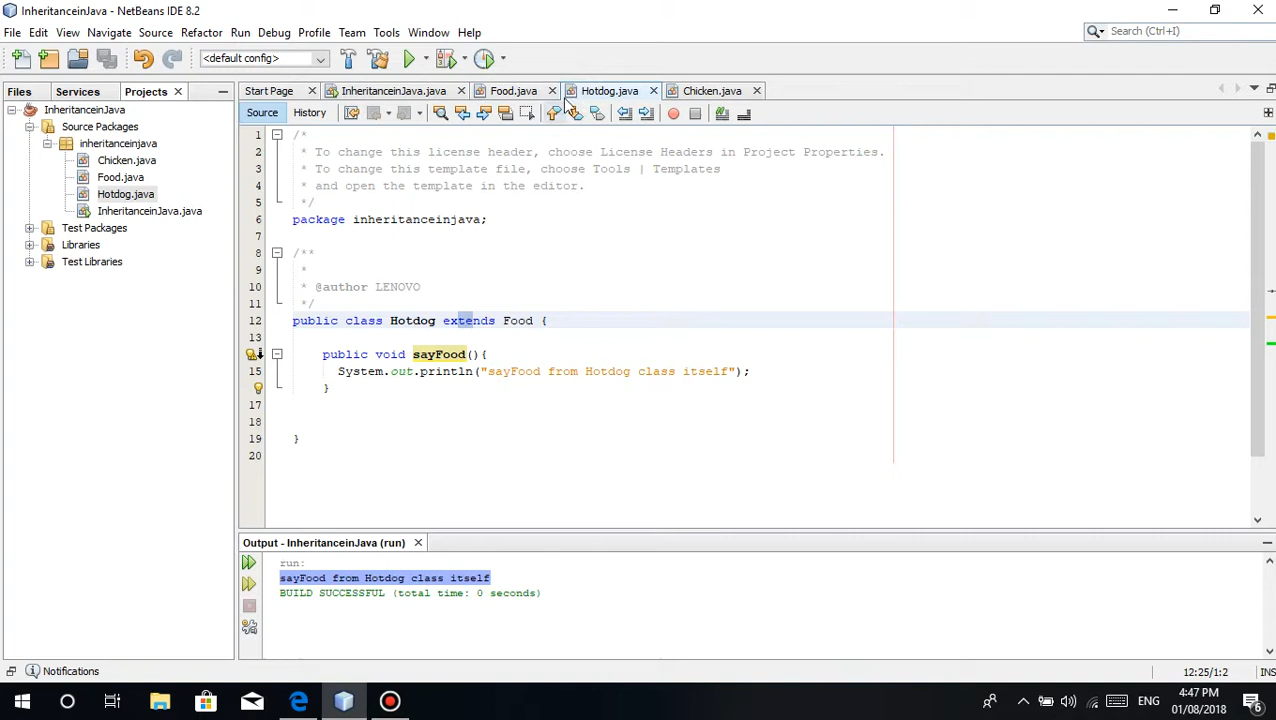 InheritanceinJava - NetBeans IDE 8.2
File Edit View Navigate Source Refactor Run Debug Profile Team Tools Window Help
Search (Ctrl+I)
<default config>
Files Services Projects
Start Page InheritanceinJava.java Food.java Hotdog.java Chicken.java
Source History
InheritanceinJava
Source Packages
inheritanceinjava
Chicken.java
Food.java
Hotdog.java
InheritanceinJava.java
Test Packages
Libraries
Test Libraries
1 /*
2 * To change this license header, choose License Headers in Project Properties.
3 * To change this template file, choose Tools | Templates
4 * and open the template in the editor.
5 */
6 package inheritanceinjava;
7
8 /**
9 *
10 * @author LENOVO
11 */
12 public class Hotdog extends Food {
13
public void sayFood(){
15 System.out.println("sayFood from Hotdog class itself");
}
17
18
19 }
20
Output - InheritanceinJava (run)
run:
sayFood from Hotdog class itself
BUILD SUCCESSFUL (total time: 0 seconds)
Notifications
12:25/1:2
INS
ENG
4:47 PM
01/08/2018
6